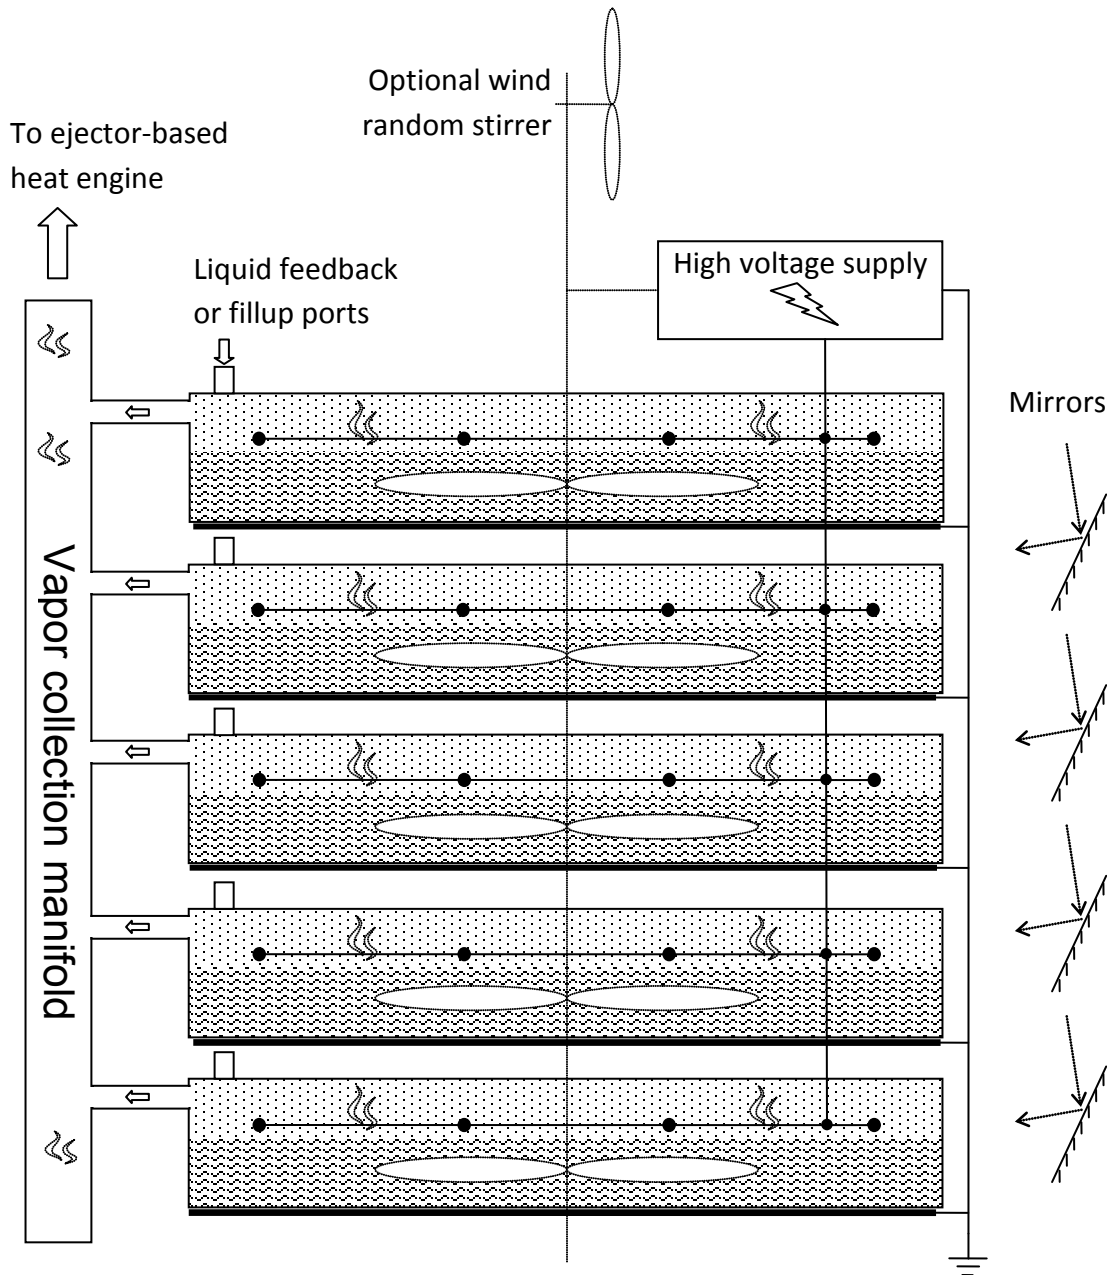 Optional wind
random stirrer
To ejector-based
heat engine
High voltage supply
Liquid feedback
or fillup ports
Mirrors
Vapor collection manifold